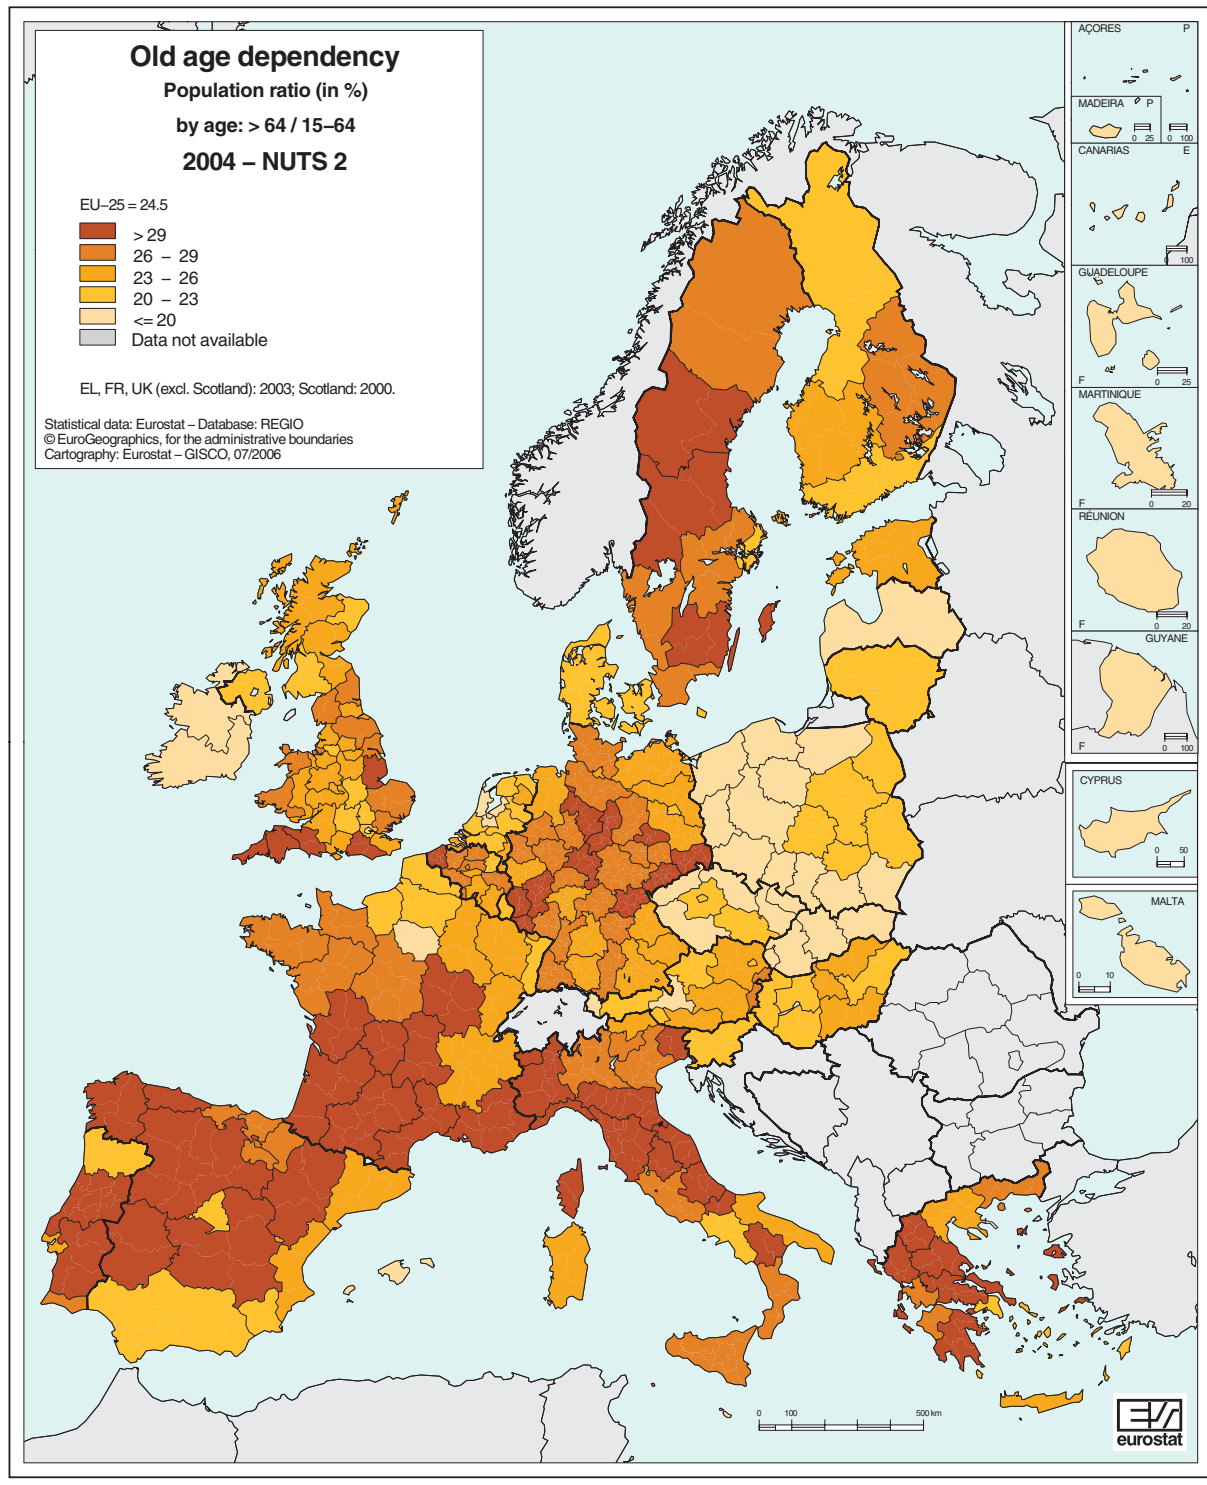 Old age dependency
Population ratio (in %)
by age: > 64 / 15–64
2004 – NUTS 2
EU–25 = 24.5
> 29
26 – 29
23 – 26
20 – 23
<= 20
Data not available
EL, FR, UK (excl. Scotland): 2003; Scotland: 2000.
Statistical data: Eurostat – Database: REGIO
© EuroGeographics, for the administrative boundaries
Cartography: Eurostat – GISCO, 07/2006
AÇORES P
MADEIRA P
0 25
0 100
CANARIAS E
0 100
GUADELOUPE
F
0 25
MARTINIQUE
F
0 20
RÉUNION
F
0 20
GUYANE
F
0 100
CYPRUS
0 50
MALTA
0 10
0 100 500 km
eurostat